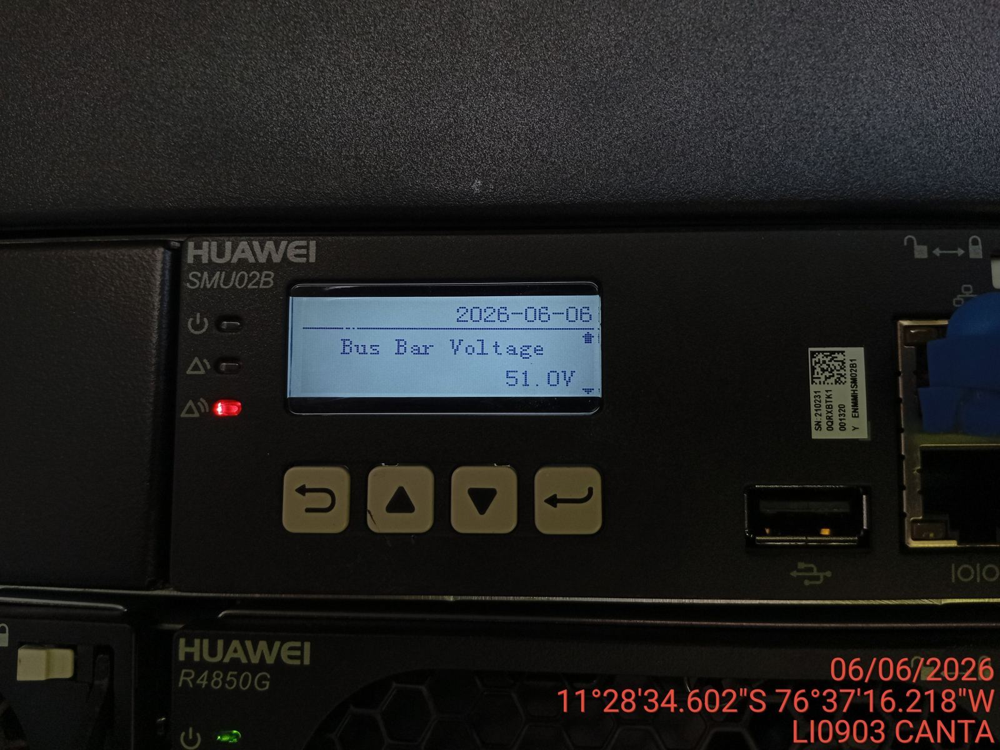 HUAWEI
SMU02B
2026-06-06
Bus Bar Voltage
51.0V
SN:210231
0QRXBTK1
001320
Y ENMMHSM02B1
HUAWEI
R4850G
06/06/2026
11°28'34.602"S 76°37'16.218"W
LI0903 CANTA